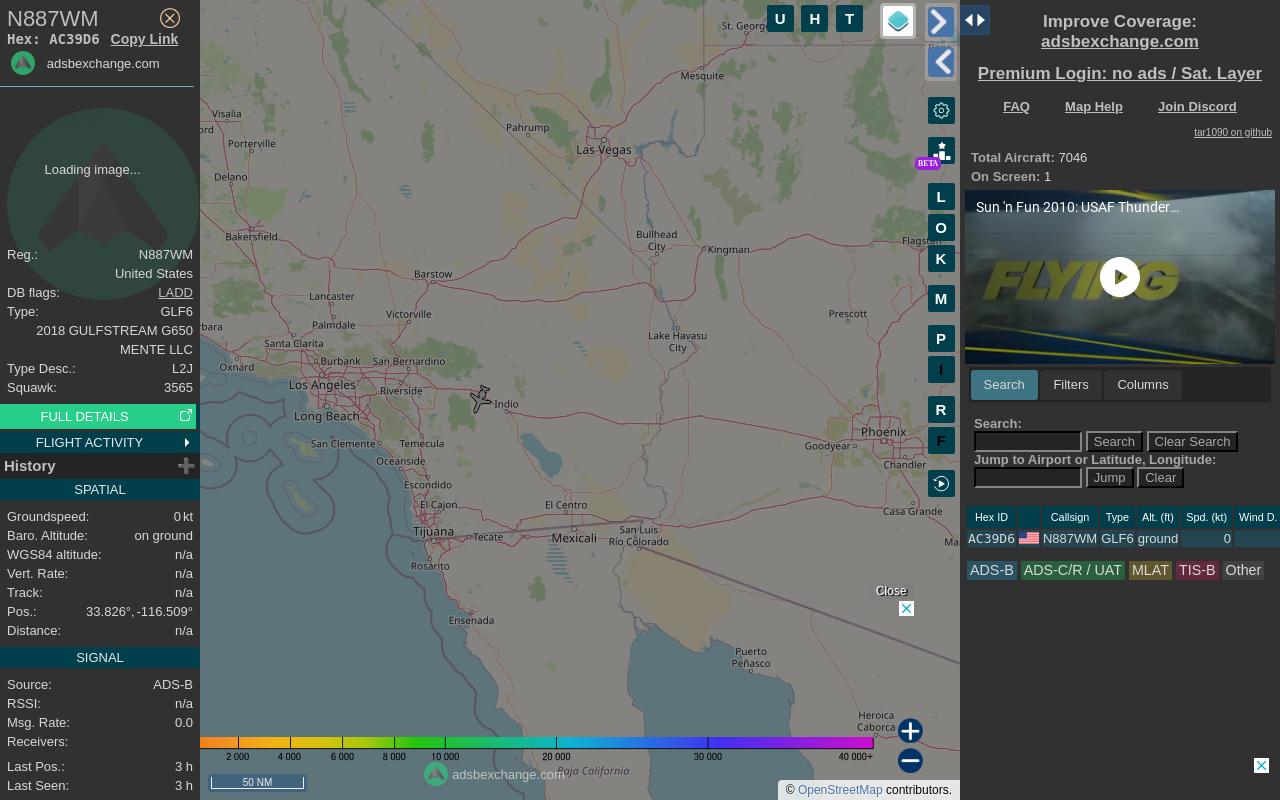 N887WM
Hex: AC39D6 Copy Link
adsbexchange.com
Loading image...
Reg.: N887WM
United States
DB flags: LADD
Type: GLF6
2018 GULFSTREAM G650
MENTE LLC
Type Desc.: L2J
Squawk: 3565
FULL DETAILS
FLIGHT ACTIVITY
History
SPATIAL
Groundspeed: 0 kt
Baro. Altitude: on ground
WGS84 altitude: n/a
Vert. Rate: n/a
Track: n/a
Pos.: 33.826°, -116.509°
Distance: n/a
SIGNAL
Source: ADS-B
RSSI: n/a
Msg. Rate: 0.0
Receivers:
Last Pos.: 3 h
Last Seen: 3 h
U H T
St. George
Mesquite
Visalia
ord
Porterville
Pahrump
Las Vegas
Delano
Bakersfield
Bullhead
City
Kingman
Flagst
Barstow
Lancaster
Victorville
Prescott
bara
Palmdale
Santa Clarita
Lake Havasu
City
Oxnard
Burbank
San Bernardino
Los Angeles
Riverside
Indio
Long Beach
Phoenix
San Clemente
Temecula
Goodyear
Oceanside
Chandler
Escondido
El Cajon
El Centro
Casa Grande
Tijuana
Tecate
Mexicali
San Luis
Río Colorado
Ma
Rosarito
Ensenada
Puerto
Peñasco
Heroica
Caborca
Baja California
BETA
L
O
K
M
P
I
R
F
Close
2 000 4 000 6 000 8 000 10 000 20 000 30 000 40 000+
adsbexchange.com
50 NM
© OpenStreetMap contributors.
Improve Coverage:
adsbexchange.com
Premium Login: no ads / Sat. Layer
FAQ Map Help Join Discord
tar1090 on github
Total Aircraft: 7046
On Screen: 1
Sun 'n Fun 2010: USAF Thunder...
FLYING
Search Filters Columns
Search:
Search Clear Search
Jump to Airport or Latitude, Longitude:
Jump Clear
Hex ID Callsign Type Alt. (ft) Spd. (kt) Wind D.
AC39D6 N887WM GLF6 ground 0
ADS-B ADS-C/R / UAT MLAT TIS-B Other